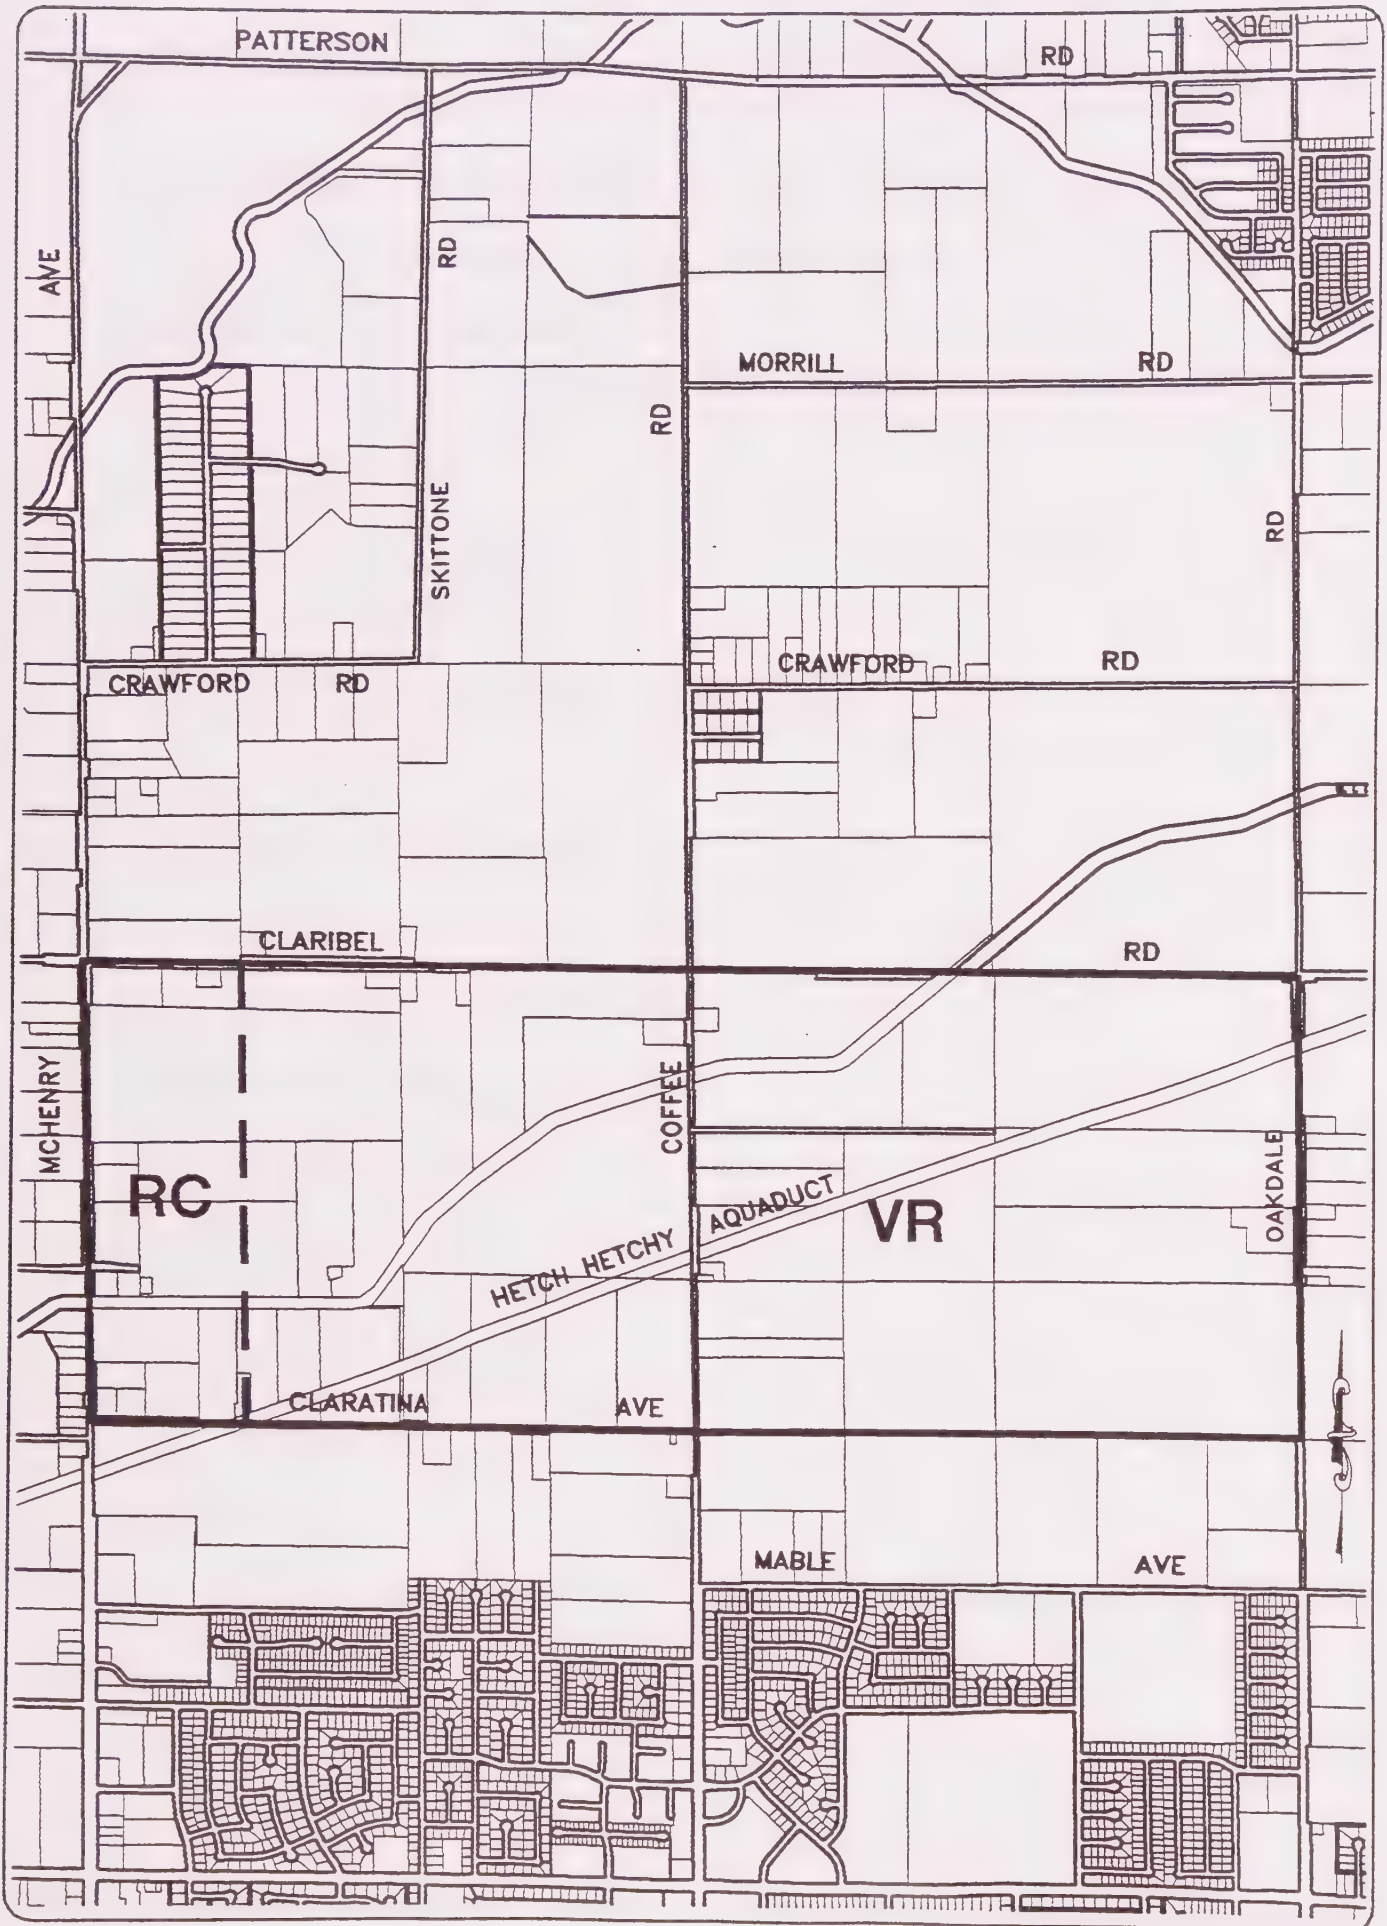 PATTERSON RD
AVE
RD
MORRILL RD
RD
SKITTONE
RD
CRAWFORD RD
CRAWFORD RD
CLARIBEL RD
MCHENRY
COFFEE
OAKDALE
RC
VR
HETCH HETCHY AQUADUCT
CLARATINA AVE
MABLE AVE